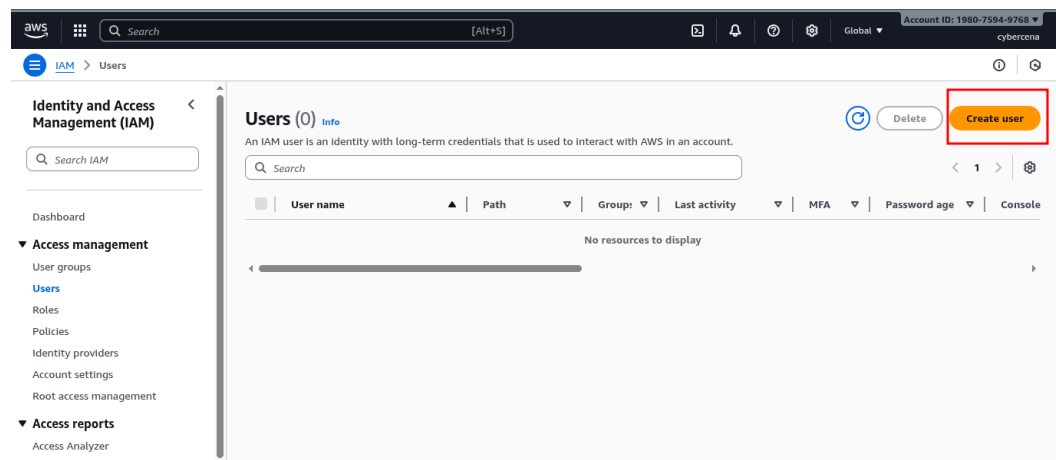 aws
Search [Alt+S]
Global ▼
Account ID: 1980-7594-9768 ▼
cybercena
IAM > Users
Identity and Access
Management (IAM)
Search IAM
Dashboard
Access management
User groups
Users
Roles
Policies
Identity providers
Account settings
Root access management
Access reports
Access Analyzer
Users (0) Info
Delete
Create user
An IAM user is an identity with long-term credentials that is used to interact with AWS in an account.
Search
1
User name Path Group: Last activity MFA Password age Console
No resources to display